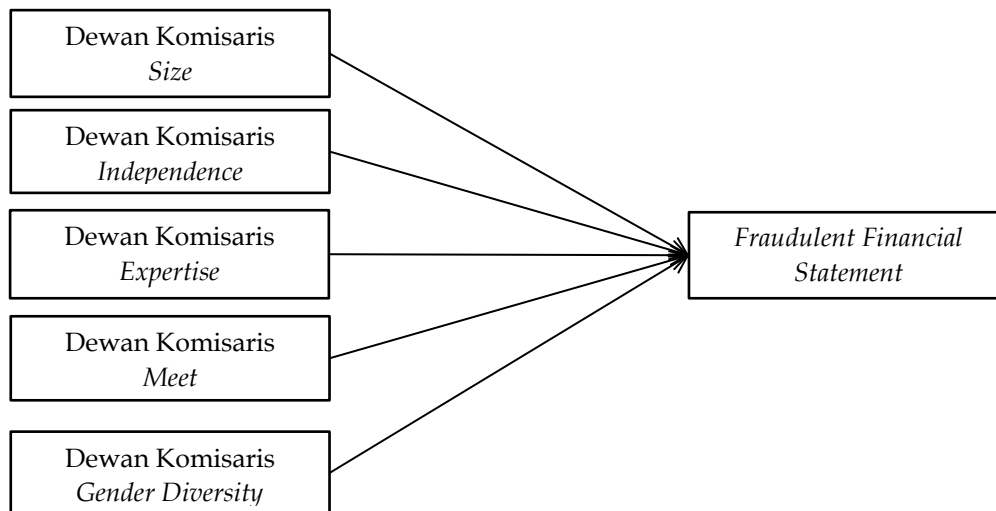 Dewan Komisaris
Size
Dewan Komisaris
Independence
Dewan Komisaris
Expertise
Dewan Komisaris
Meet
Dewan Komisaris
Gender Diversity
Fraudulent Financial
Statement